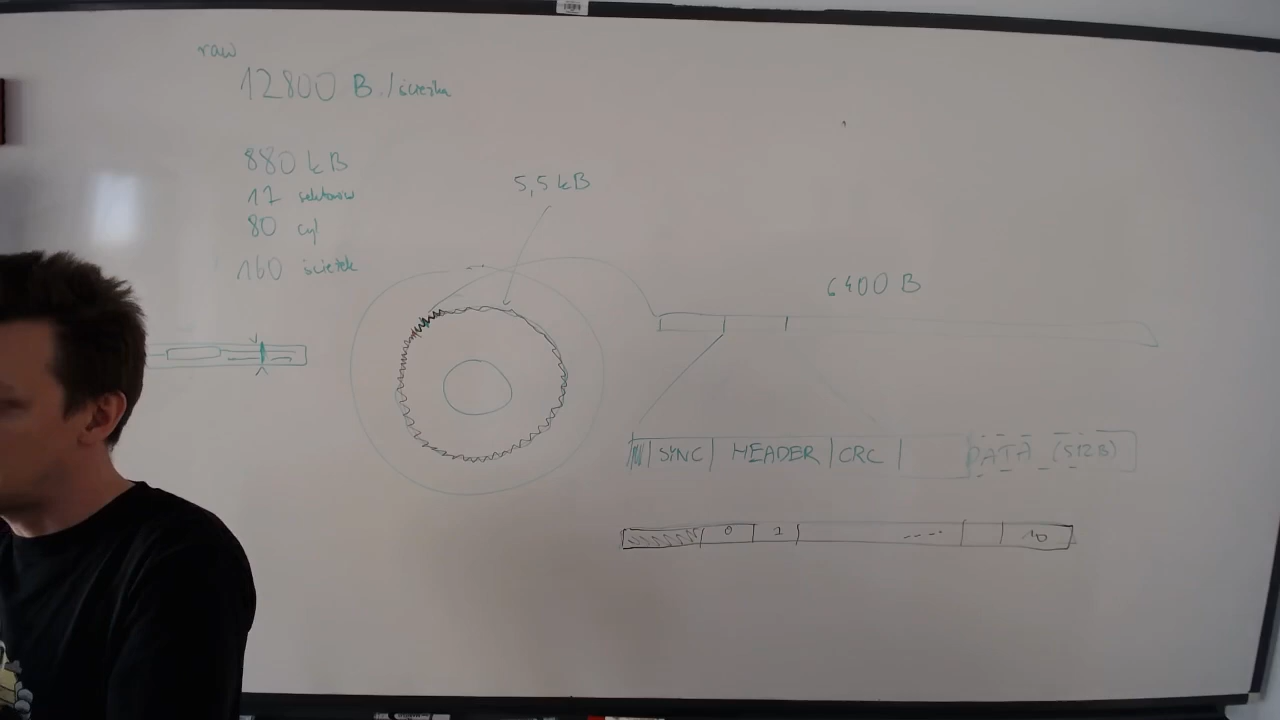 raw
12800 B /ścieżka
880 kB
11 sektorów
80 cyl
160 ścieżek
5,5 kB
6400 B
SYNC HEADER CRC DATA (512B)
0 1 ---- 10